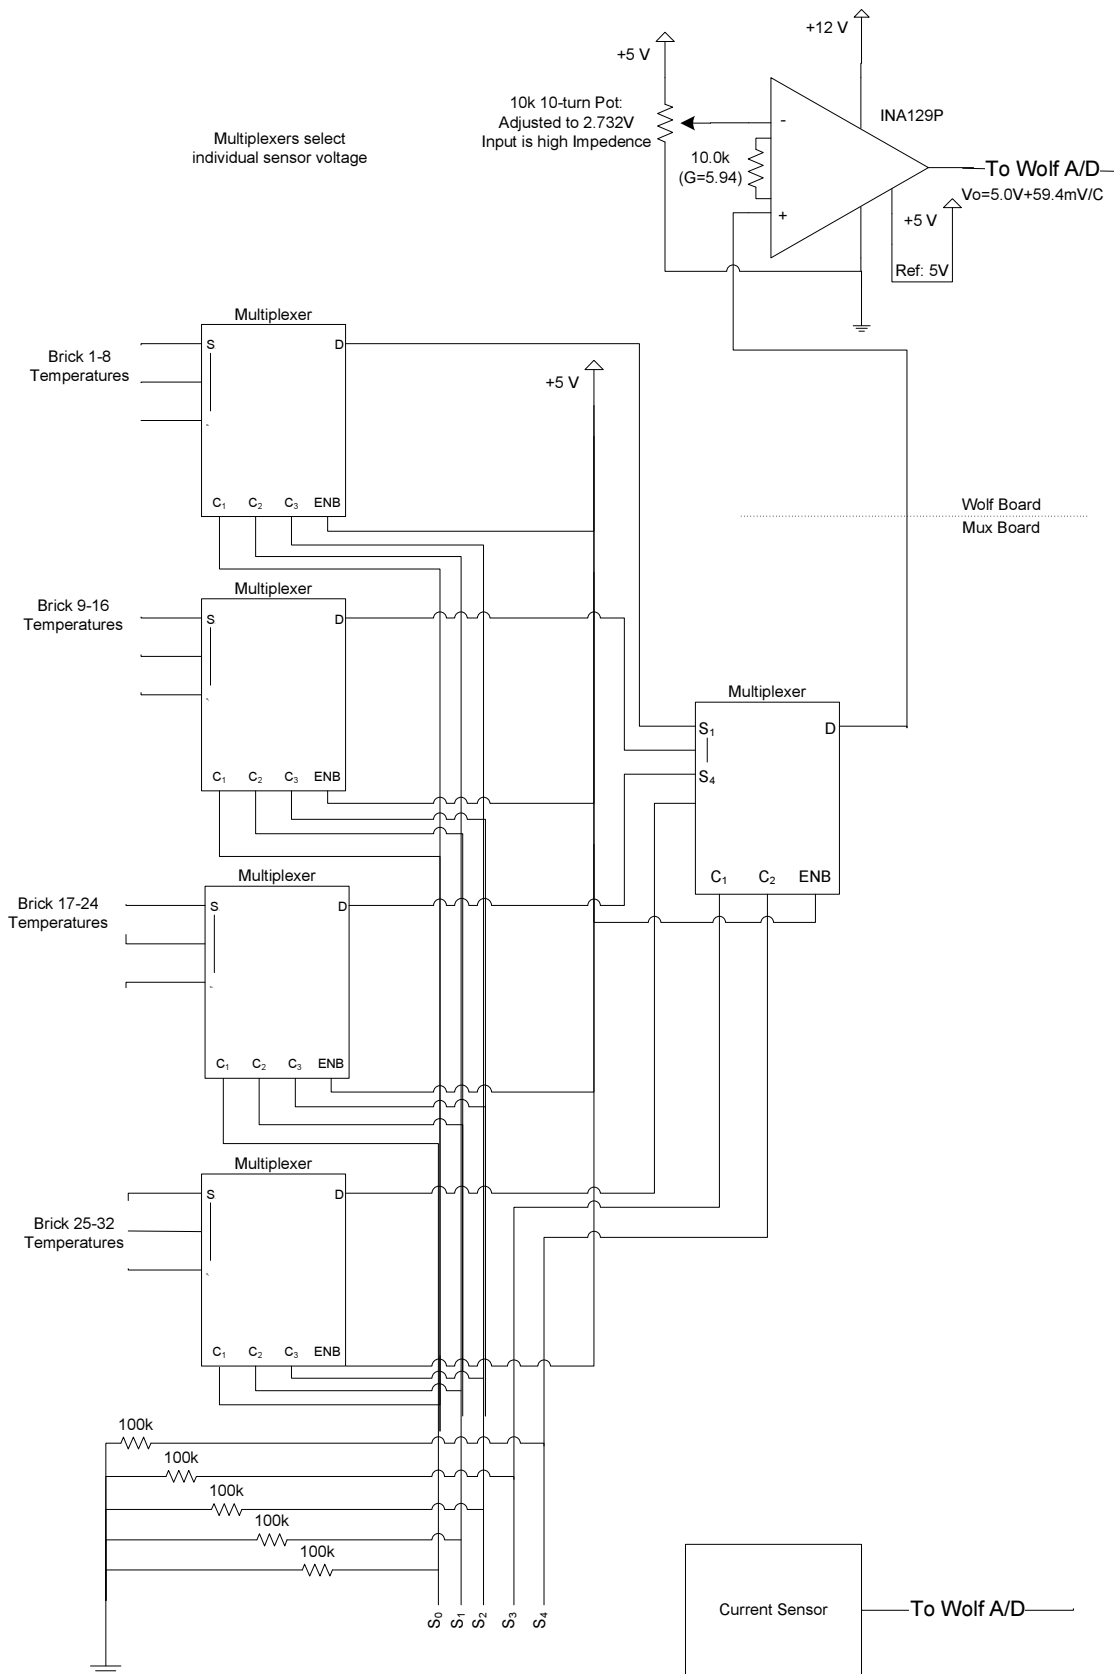 +12 V
+5 V
10k 10-turn Pot:
Adjusted to 2.732V
Input is high Impedence
INA129P
-
10.0k
(G=5.94)
+
To Wolf A/D
Vo=5.0V+59.4mV/C
+5 V
Ref: 5V
Multiplexers select
individual sensor voltage
Multiplexer
S
D
Brick 1-8
Temperatures
C₁ C₂ C₃ ENB
+5 V
Wolf Board
Mux Board
Multiplexer
S
D
Brick 9-16
Temperatures
C₁ C₂ C₃ ENB
Multiplexer
S₁
D
S₄
C₁ C₂ ENB
Multiplexer
S
D
Brick 17-24
Temperatures
C₁ C₂ C₃ ENB
Multiplexer
S
D
Brick 25-32
Temperatures
C₁ C₂ C₃ ENB
100k
100k
100k
100k
100k
S₀
S₁
S₂
S₃
S₄
Current Sensor
To Wolf A/D